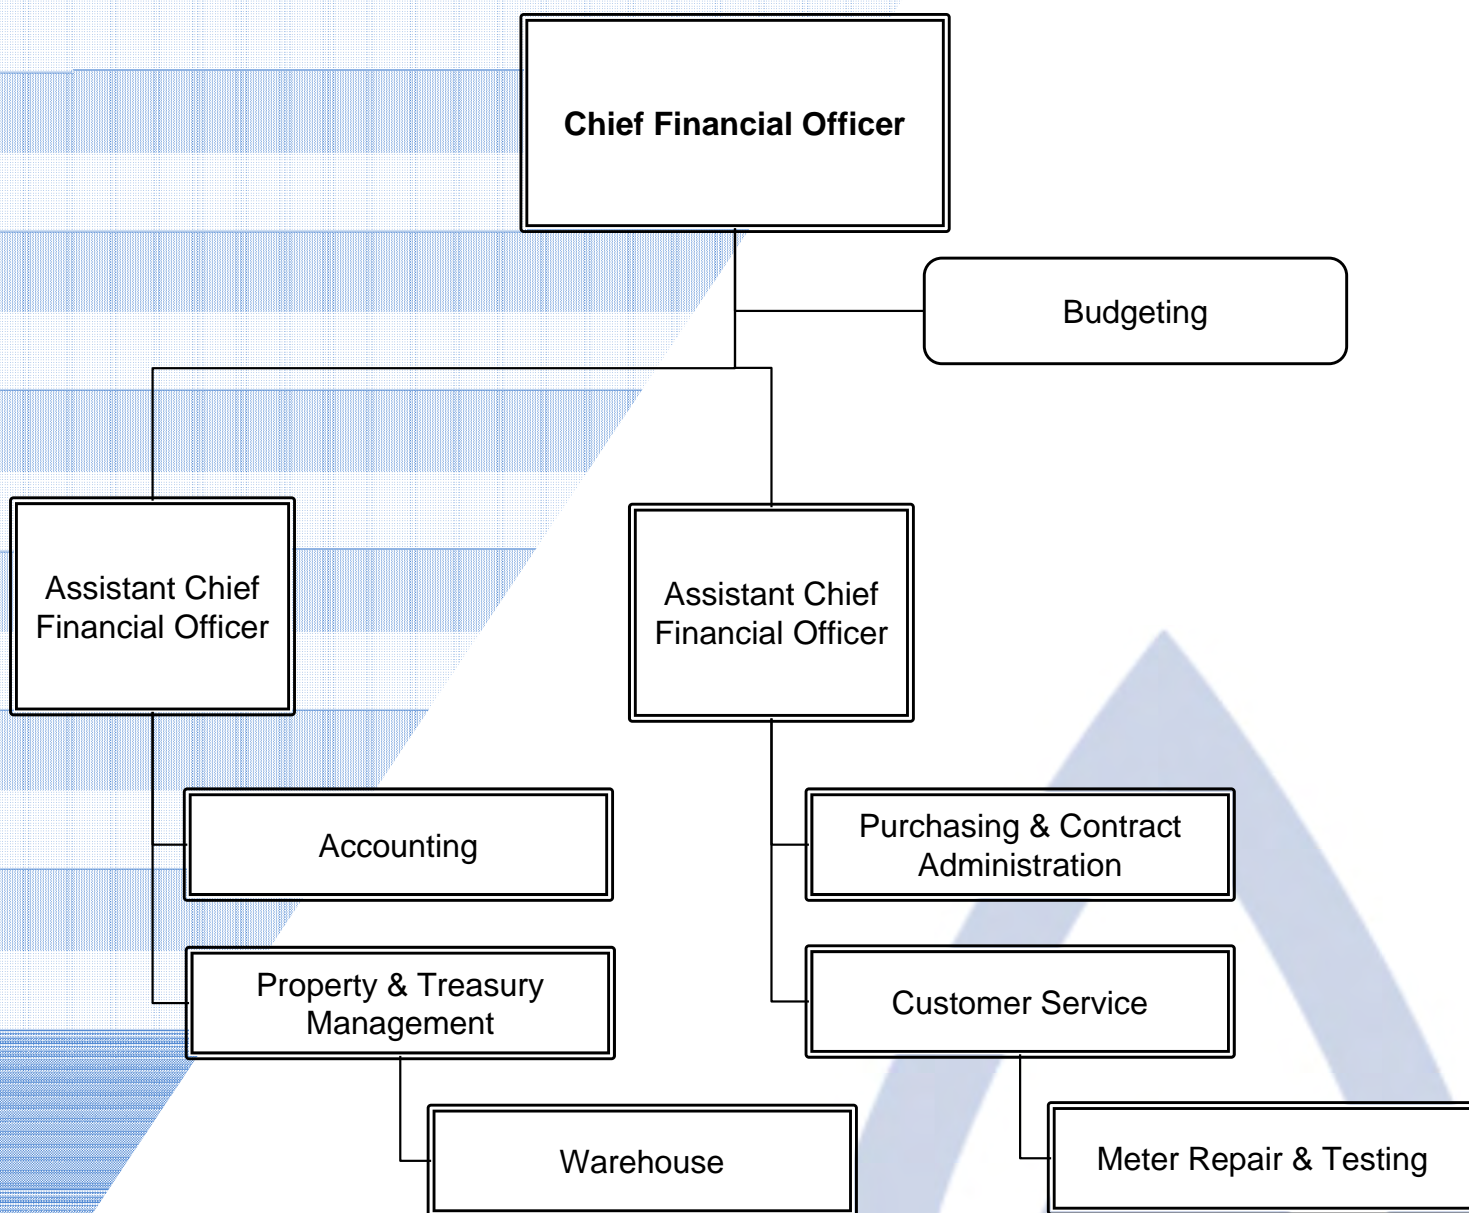 Chief Financial Officer
Budgeting
Assistant Chief
Financial Officer
Assistant Chief
Financial Officer
Accounting
Purchasing & Contract
Administration
Property & Treasury
Management
Customer Service
Warehouse
Meter Repair & Testing